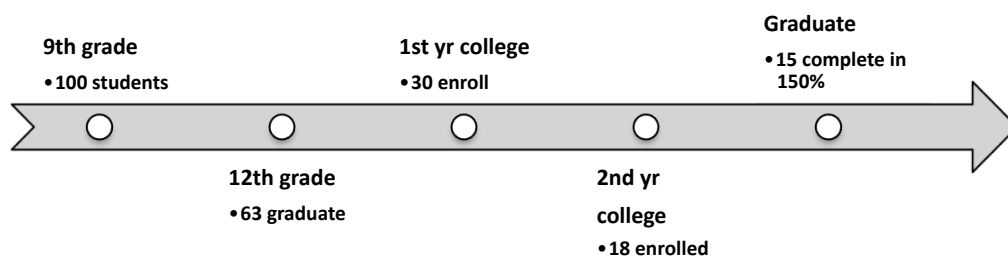 9th grade
•100 students
12th grade
•63 graduate
1st yr college
•30 enroll
2nd yr
college
•18 enrolled
Graduate
•15 complete in
150%